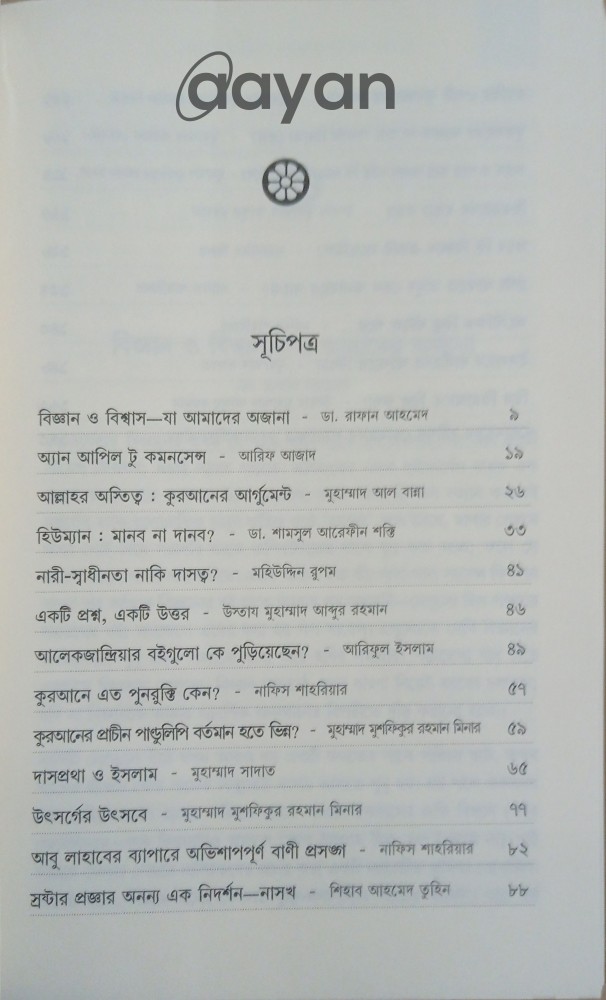 aayan
সূচিপত্র
বিজ্ঞান ও বিশ্বাস—যা আমাদের অজানা - ডা. রাফান আহমেদ ৯
অ্যান আপিল টু কমনসেন্স - আরিফ আজাদ ১৯
আল্লাহর অস্তিত্ব : কুরআনের আর্গুমেন্ট - মুহাম্মাদ আল বান্না ২৬
হিউম্যান : মানব না দানব? - ডা. শামসুল আরেফীন শক্তি ৩৩
নারী-স্বাধীনতা নাকি দাসত্ব? - মহিউদ্দিন রূপম ৪১
একটি প্রশ্ন, একটি উত্তর - উস্তায মুহাম্মাদ আব্দুর রহমান ৪৬
আলেকজান্দ্রিয়ার বইগুলো কে পুড়িয়েছেন? - আরিফুল ইসলাম ৪৯
কুরআনে এত পুনরুক্তি কেন? - নাফিস শাহরিয়ার ৫৭
কুরআনের প্রাচীন পাণ্ডুলিপি বর্তমান হতে ভিন্ন? - মুহাম্মাদ মুশফিকুর রহমান মিনার ৫৯
দাসপ্রথা ও ইসলাম - মুহাম্মাদ সাদাত ৬৫
উৎসর্গের উৎসবে - মুহাম্মাদ মুশফিকুর রহমান মিনার ৭৭
আবু লাহাবের ব্যাপারে অভিশাপপূর্ণ বাণী প্রসঙ্গ - নাফিস শাহরিয়ার ৮২
স্রষ্টার প্রজ্ঞার অনন্য এক নিদর্শন—নাসখ - শিহাব আহমেদ তুহিন ৮৮